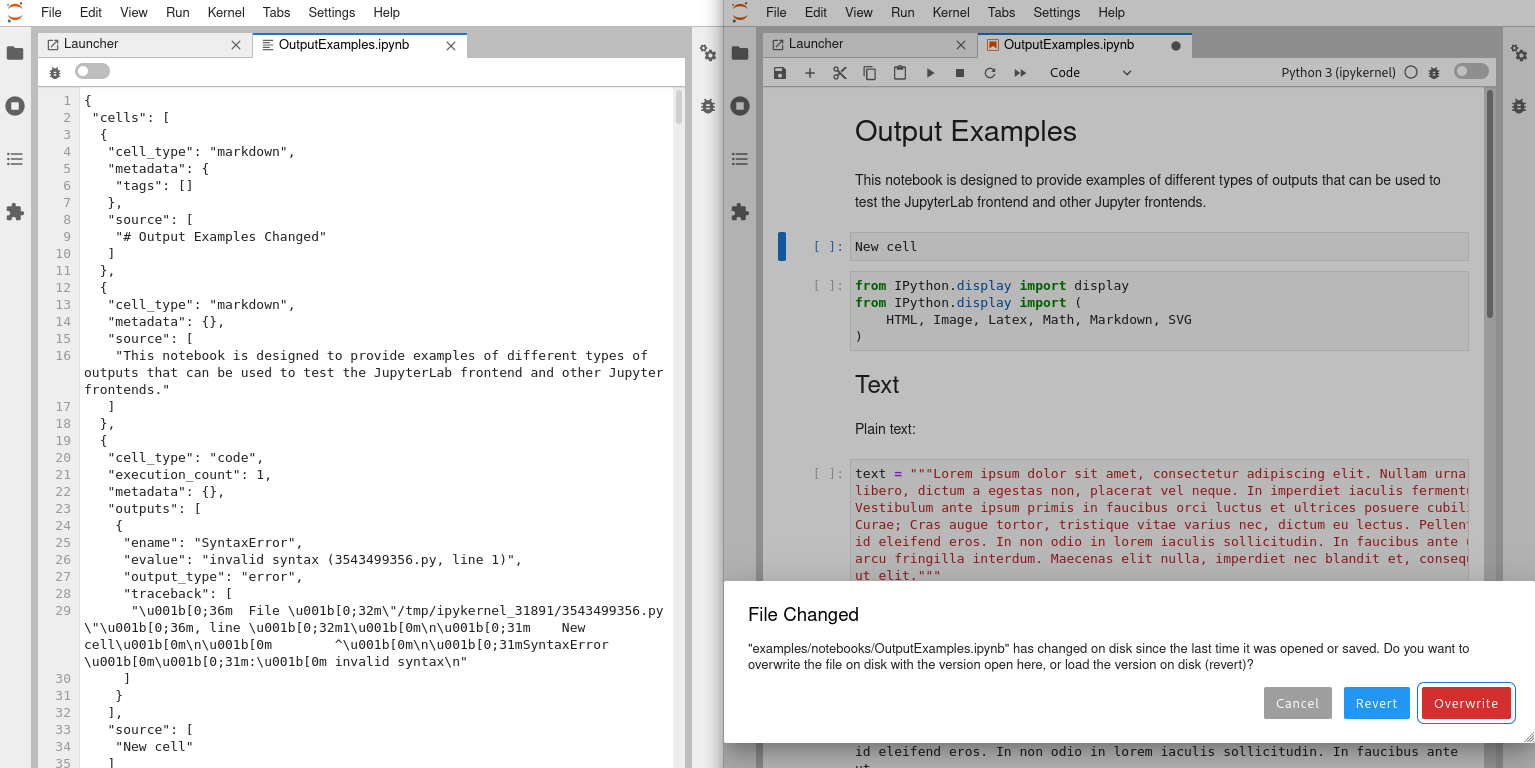 File Edit View Run Kernel Tabs Settings Help
Launcher
OutputExamples.ipynb
1 {
2 "cells": [
3 {
4 "cell_type": "markdown",
5 "metadata": {
6 "tags": []
7 },
8 "source": [
9 "# Output Examples Changed"
10 ]
11 },
12 {
13 "cell_type": "markdown",
14 "metadata": {},
15 "source": [
16 "This notebook is designed to provide examples of different types of
outputs that can be used to test the JupyterLab frontend and other Jupyter
frontends."
17 ]
18 },
19 {
20 "cell_type": "code",
21 "execution_count": 1,
22 "metadata": {},
23 "outputs": [
24 {
25 "ename": "SyntaxError",
26 "evalue": "invalid syntax (3543499356.py, line 1)",
27 "output_type": "error",
28 "traceback": [
29 "\u001b[0;36m  File \u001b[0;32m\"/tmp/ipykernel_31891/3543499356.py
\"\u001b[0;36m, line \u001b[0;32m1\u001b[0m\n\u001b[0;31m    New
cell\u001b[0m\n\u001b[0m        ^\u001b[0m\n\u001b[0;31mSyntaxError
\u001b[0m\u001b[0;31m:\u001b[0m invalid syntax\n"
30 ]
31 }
32 ],
33 "source": [
34 "New cell"
35 ]
File Edit View Run Kernel Tabs Settings Help
Launcher
OutputExamples.ipynb
Code
Python 3 (ipykernel)
Output Examples
This notebook is designed to provide examples of different types of outputs that can be used to
test the JupyterLab frontend and other Jupyter frontends.
[ ]: New cell
[ ]: from IPython.display import display
from IPython.display import (
HTML, Image, Latex, Math, Markdown, SVG
)
Text
Plain text:
[ ]: text = """Lorem ipsum dolor sit amet, consectetur adipiscing elit. Nullam urna
libero, dictum a egestas non, placerat vel neque. In imperdiet iaculis ferment
Vestibulum ante ipsum primis in faucibus orci luctus et ultrices posuere cubil
Curae; Cras augue tortor, tristique vitae varius nec, dictum eu lectus. Pellen
id eleifend eros. In non odio in lorem iaculis sollicitudin. In faucibus ante
arcu fringilla interdum. Maecenas elit nulla, imperdiet nec blandit et, conseq
ut elit."""
File Changed
"examples/notebooks/OutputExamples.ipynb" has changed on disk since the last time it was opened or saved. Do you want to
overwrite the file on disk with the version open here, or load the version on disk (revert)?
Cancel Revert Overwrite
id eleifend eros. In non odio in lorem iaculis sollicitudin. In faucibus ante